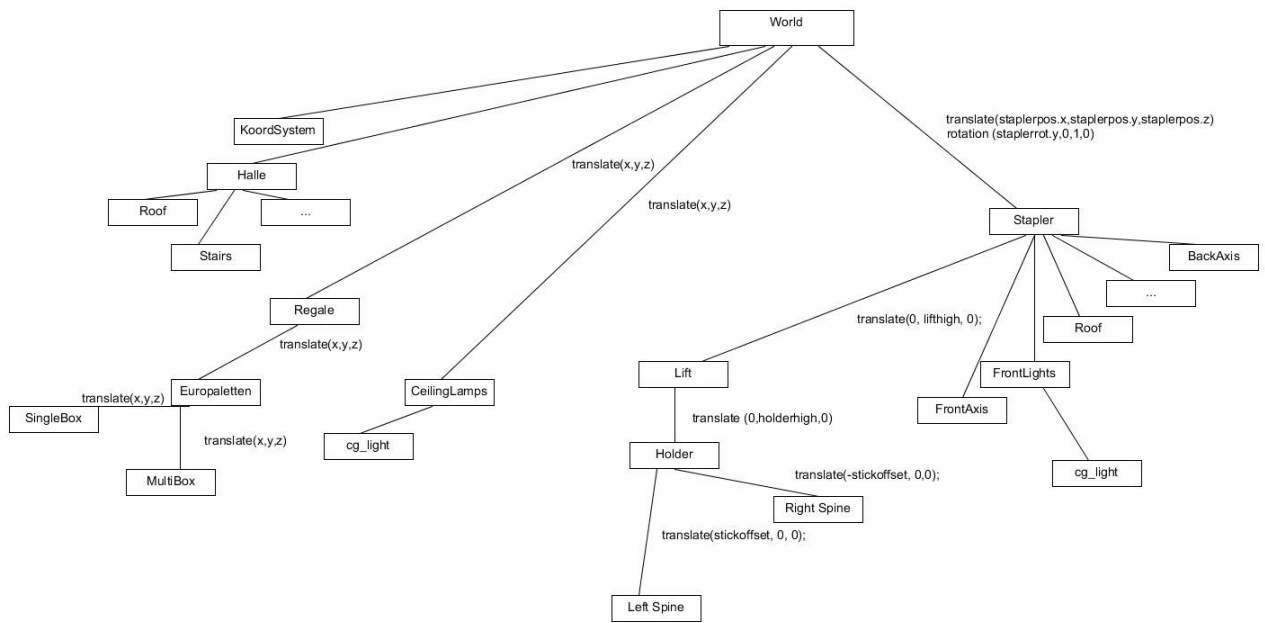 World
translate(staplerpos.x,staplerpos.y,staplerpos.z)
rotation (staplerrot.y,0,1,0)
KoordSystem
translate(x,y,z)
Halle
translate(x,y,z)
Roof
...
Stapler
Stairs
BackAxis
...
Regale
translate(0, lifthigh, 0);
Roof
translate(x,y,z)
Lift
FrontLights
translate(x,y,z)
Europaletten
CeilingLamps
FrontAxis
SingleBox
translate (0,holderhigh,0)
translate(x,y,z)
cg_light
Holder
translate(-stickoffset, 0,0);
cg_light
MultiBox
Right Spine
translate(stickoffset, 0, 0);
Left Spine